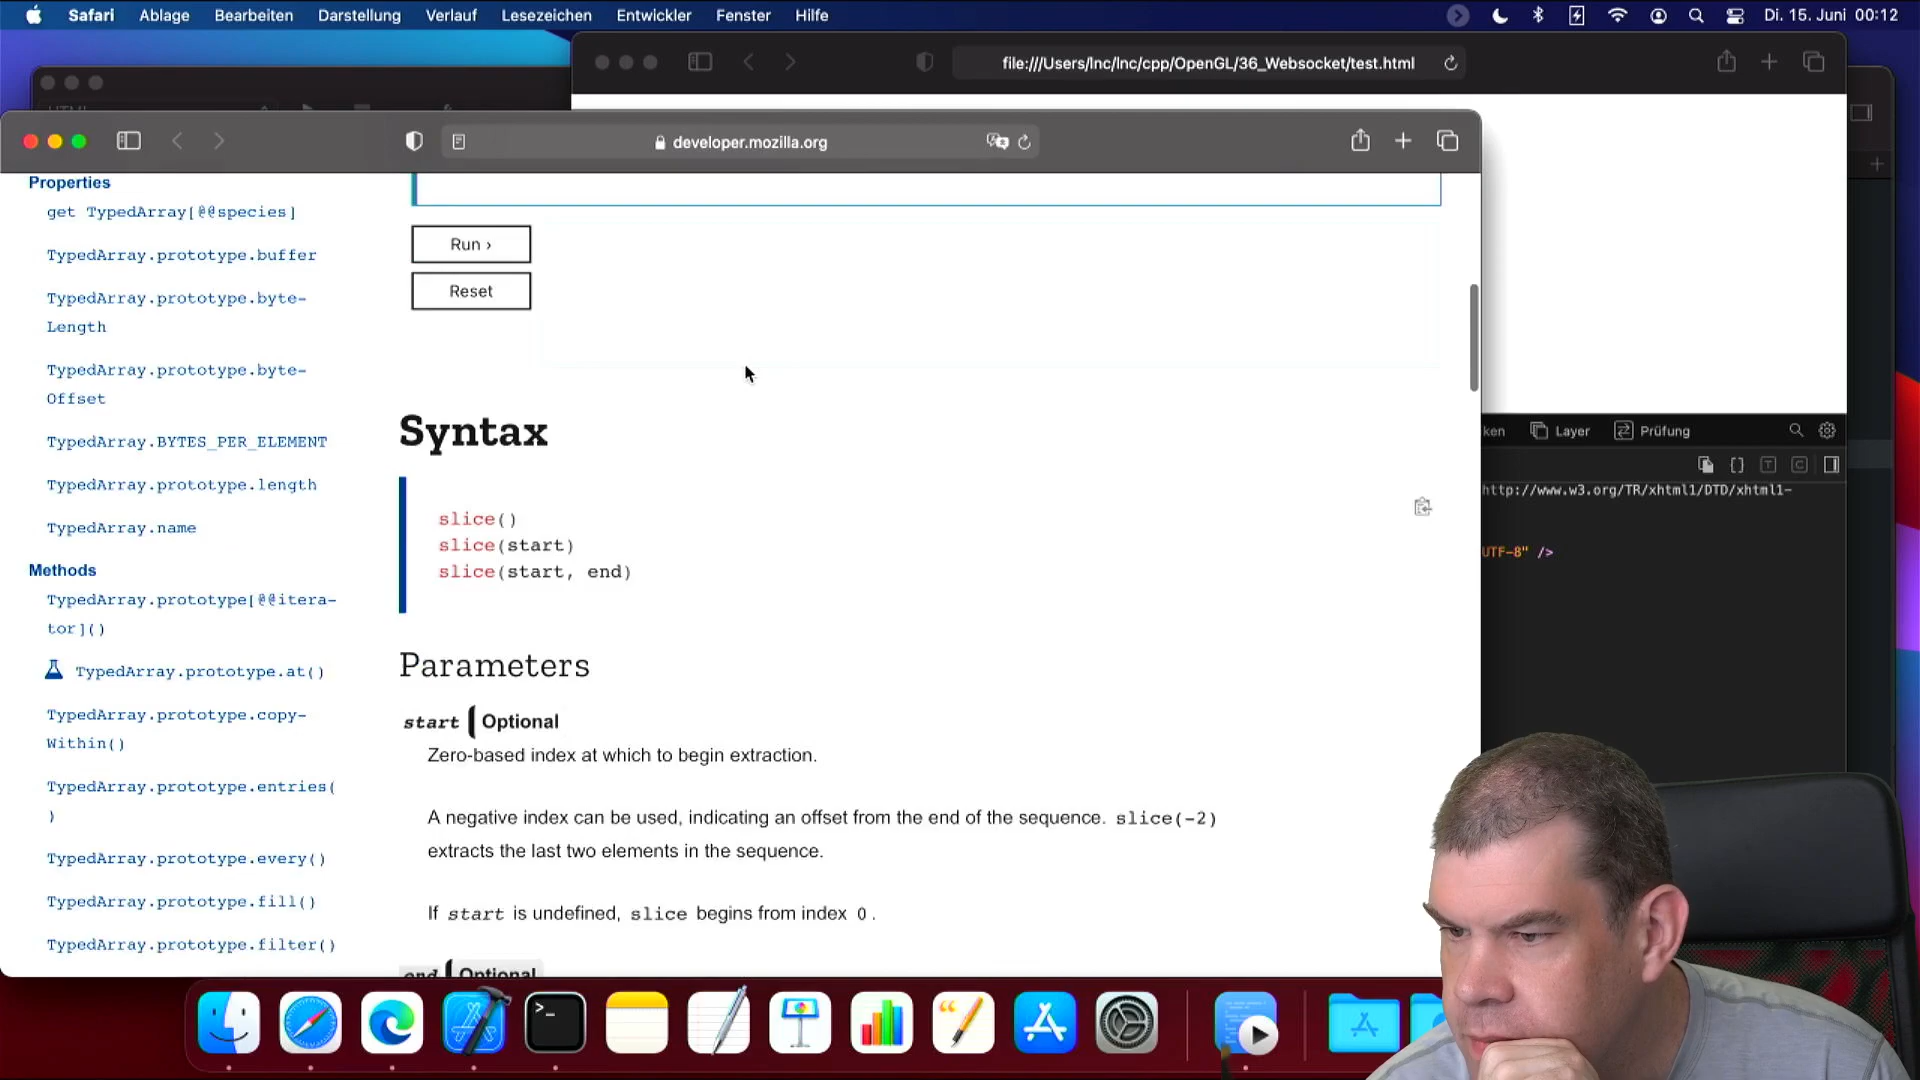 Safari Ablage Bearbeiten Darstellung Verlauf Lesezeichen Entwickler Fenster Hilfe Di. 15. Juni 00:12
file:///Users/lnc/lnc/cpp/OpenGL/36_Websocket/test.html
developer.mozilla.org
Properties
get TypedArray[@@species]
TypedArray.prototype.buffer
TypedArray.prototype.byte-
Length
TypedArray.prototype.byte-
Offset
TypedArray.BYTES_PER_ELEMENT
TypedArray.prototype.length
TypedArray.name
Methods
TypedArray.prototype[@@itera-
tor]()
TypedArray.prototype.at()
TypedArray.prototype.copy-
Within()
TypedArray.prototype.entries(
)
TypedArray.prototype.every()
TypedArray.prototype.fill()
TypedArray.prototype.filter()
Run ›
Reset
Syntax
slice()
slice(start)
slice(start, end)
Parameters
start Optional
Zero-based index at which to begin extraction.
A negative index can be used, indicating an offset from the end of the sequence. slice(-2)
extracts the last two elements in the sequence.
If start is undefined, slice begins from index 0.
end Optional
ken Layer Prüfung
http://www.w3.org/TR/xhtml1/DTD/xhtml1-
UTF-8" />